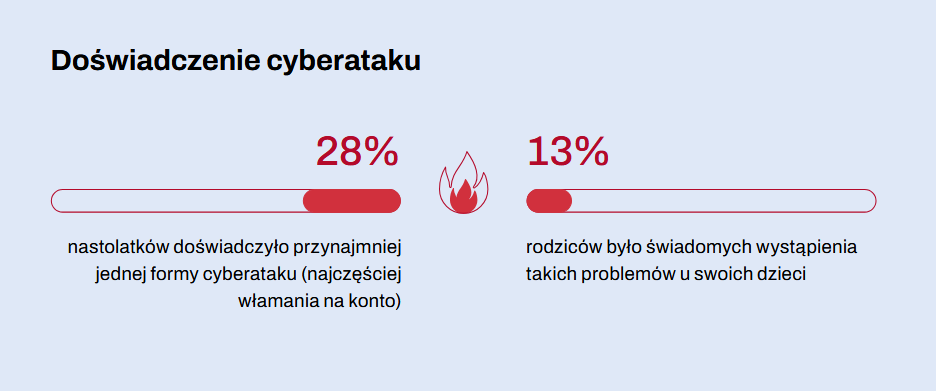 Doświadczenie cyberataku
28%
nastolatków doświadczyło przynajmniej
jednej formy cyberataku (najczęściej
włamania na konto)
13%
rodziców było świadomych wystąpienia
takich problemów u swoich dzieci